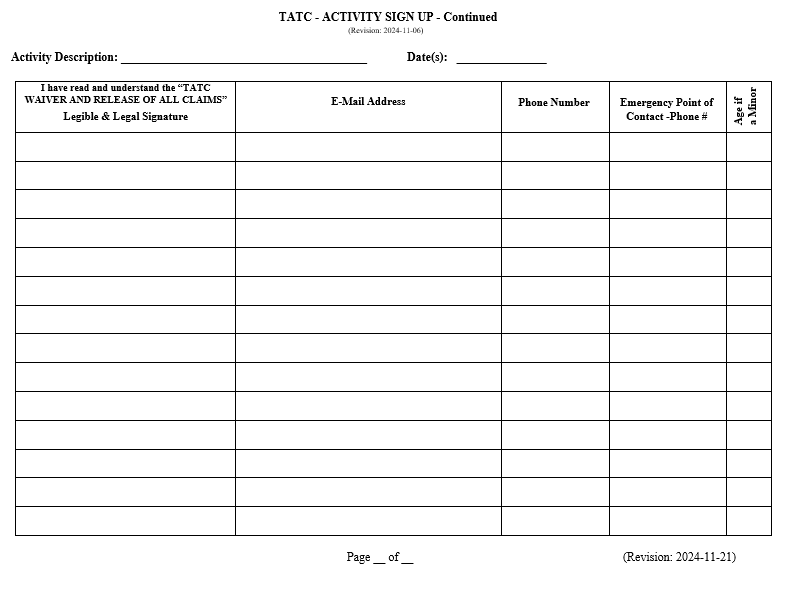 TATC - ACTIVITY SIGN UP - Continued
(Revision: 2024-11-06)
Activity Description: ___________________________________________ Date(s): _______________
I have read and understand the “TATC
WAIVER AND RELEASE OF ALL CLAIMS”
Legible & Legal Signature
E-Mail Address
Phone Number
Emergency Point of
Contact -Phone #
Age if
a Minor
Page __ of __ (Revision: 2024-11-21)